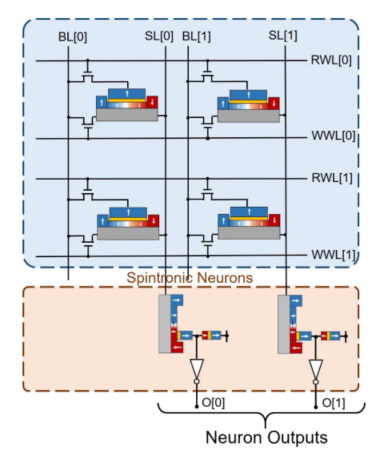 BL[0] SL[0] BL[1] SL[1]
RWL[0]
WWL[0]
RWL[1]
WWL[1]
Spintronic Neurons
O[0] O[1]
Neuron Outputs